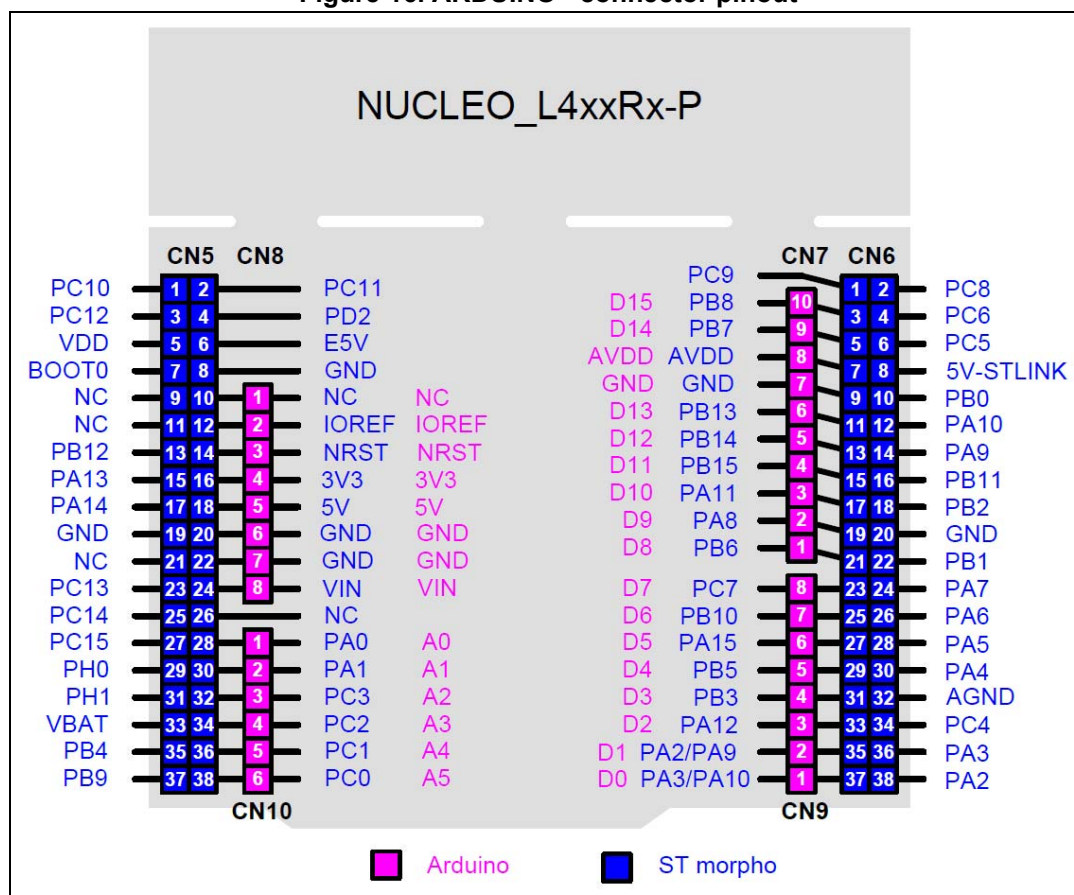 Figure ARDUINO connector pinout
NUCLEO_L4xxRx-P
CN5 CN8 CN7 CN6
PC10 1 2 PC11 PC9 1 2 PC8
PC12 3 4 PD2 D15 PB8 10 3 4 PC6
VDD 5 6 E5V D14 PB7 9 5 6 PC5
BOOT0 7 8 GND AVDD AVDD 8 7 8 5V-STLINK
NC 9 10 1 NC NC GND GND 7 9 10 PB0
NC 11 12 2 IOREF IOREF D13 PB13 6 11 12 PA10
PB12 13 14 3 NRST NRST D12 PB14 5 13 14 PA9
PA13 15 16 4 3V3 3V3 D11 PB15 4 15 16 PB11
PA14 17 18 5 5V 5V D10 PA11 3 17 18 PB2
GND 19 20 6 GND GND D9 PA8 2 19 20 GND
NC 21 22 7 GND GND D8 PB6 1 21 22 PB1
PC13 23 24 8 VIN VIN D7 PC7 8 23 24 PA7
PC14 25 26 NC D6 PB10 7 25 26 PA6
PC15 27 28 1 PA0 A0 D5 PA15 6 27 28 PA5
PH0 29 30 2 PA1 A1 D4 PB5 5 29 30 PA4
PH1 31 32 3 PC3 A2 D3 PB3 4 31 32 AGND
VBAT 33 34 4 PC2 A3 D2 PA12 3 33 34 PC4
PB4 35 36 5 PC1 A4 D1 PA2/PA9 2 35 36 PA3
PB9 37 38 6 PC0 A5 D0 PA3/PA10 1 37 38 PA2
CN10 CN9
Arduino ST morpho